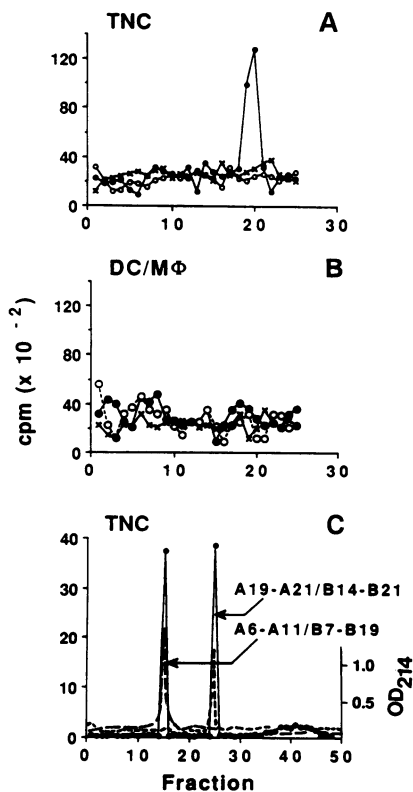 TNC A
120
80
40
0
0 10 20 30
DC/MΦ B
120
80
40
0
0 10 20 30
cpm (x 10 -2)
TNC C
40
30
20
10
0
A19-A21/B14-B21
A6-A11/B7-B19
1.0
0.5
OD214
0 10 20 30 40 50
Fraction